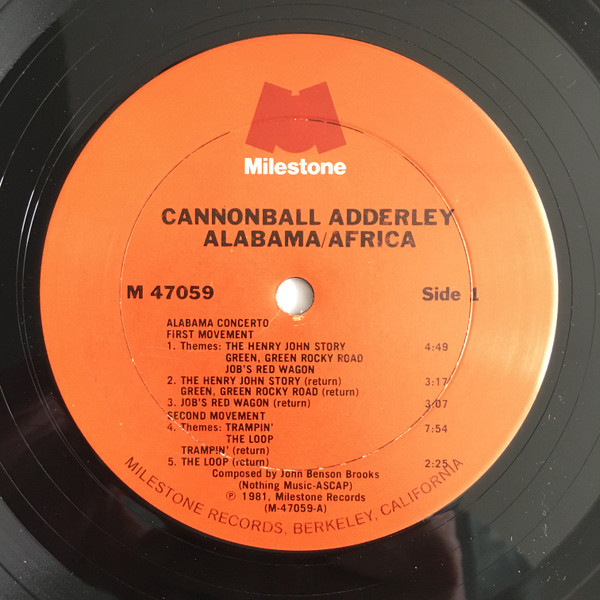 Milestone
CANNONBALL ADDERLEY
ALABAMA/AFRICA
M 47059 Side 1
ALABAMA CONCERTO
FIRST MOVEMENT
1. Themes: THE HENRY JOHN STORY 4:49
GREEN, GREEN ROCKY ROAD
JOB'S RED WAGON
2. THE HENRY JOHN STORY (return) 3:17
GREEN, GREEN ROCKY ROAD (return)
3. JOB'S RED WAGON (return) 3:07
SECOND MOVEMENT
4. Themes: TRAMPIN' 7:54
THE LOOP
TRAMPIN' (return)
5. THE LOOP (return) 2:25
Composed by John Benson Brooks
(Nothing Music-ASCAP)
℗ 1981, Milestone Records
(M-47059-A)
MILESTONE RECORDS, BERKELEY, CALIFORNIA